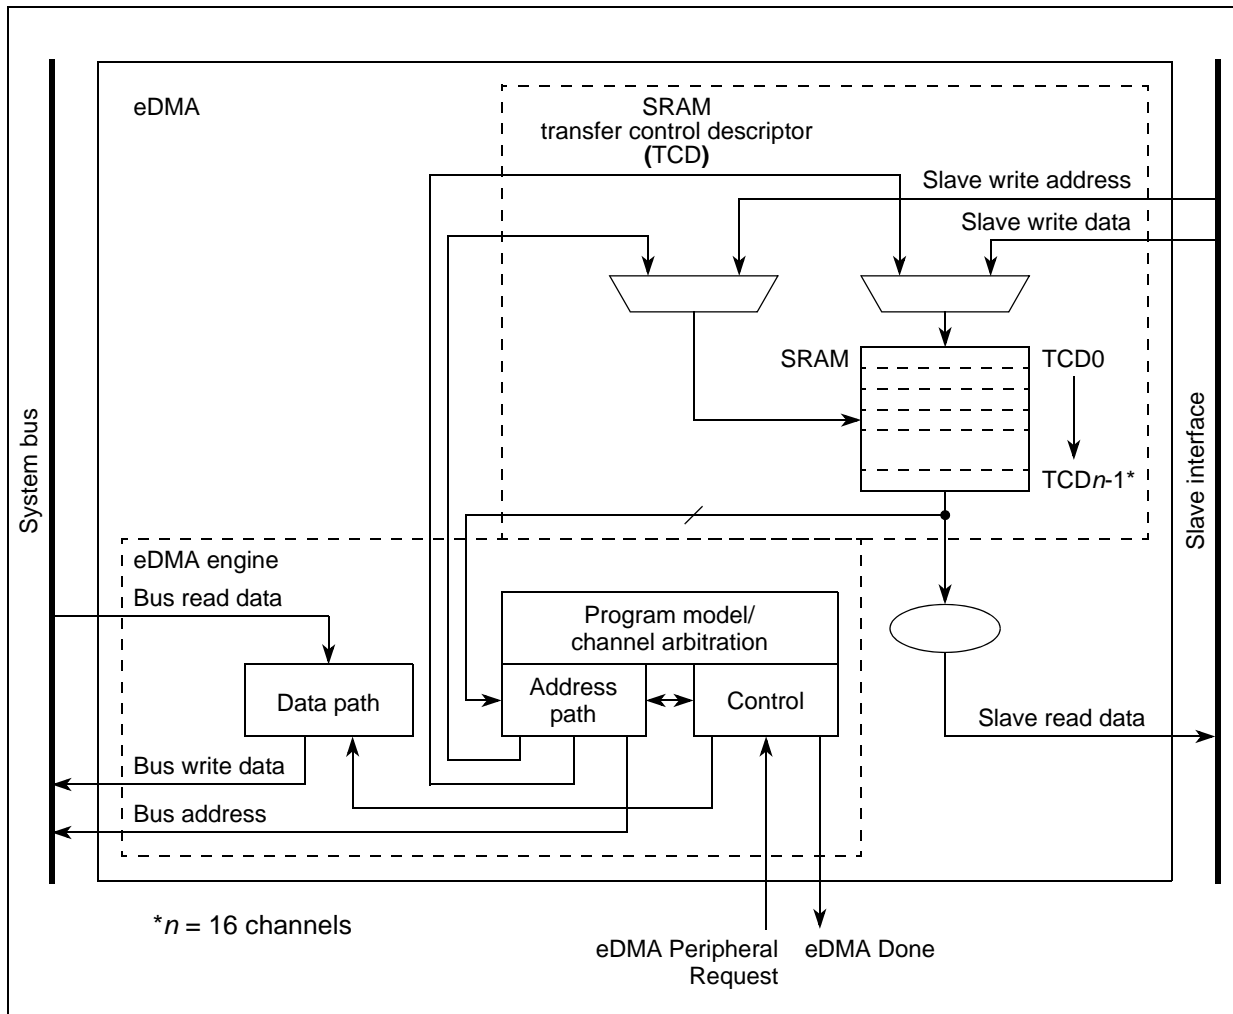 eDMA
SRAM
transfer control descriptor
(TCD)
Slave write address
Slave write data
SRAM
TCD0
TCDn-1*
System bus
Slave interface
eDMA engine
Bus read data
Program model/
channel arbitration
Data path
Address
path
Control
Slave read data
Bus write data
Bus address
*n = 16 channels
eDMA Peripheral
Request
eDMA Done